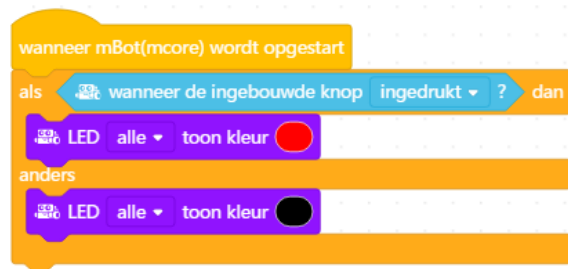 wanneer mBot(mcore) wordt opgestart
als wanneer de ingebouwde knop ingedrukt ? dan
LED alle toon kleur
anders
LED alle toon kleur